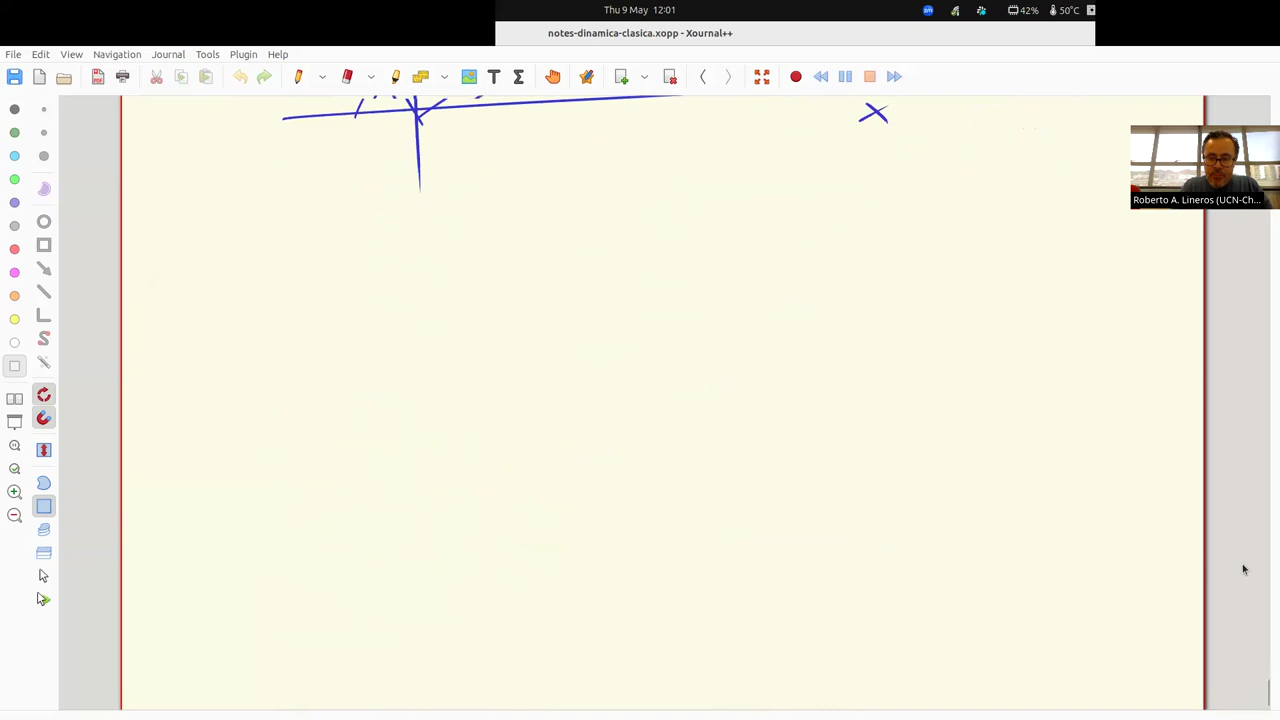 Thu 9 May 12:01
zm
42%
50°C
notes-dinamica-clasica.xopp - Xournal++
File Edit View Navigation Journal Tools Plugin Help
x
Roberto A. Lineros (UCN-Ch...